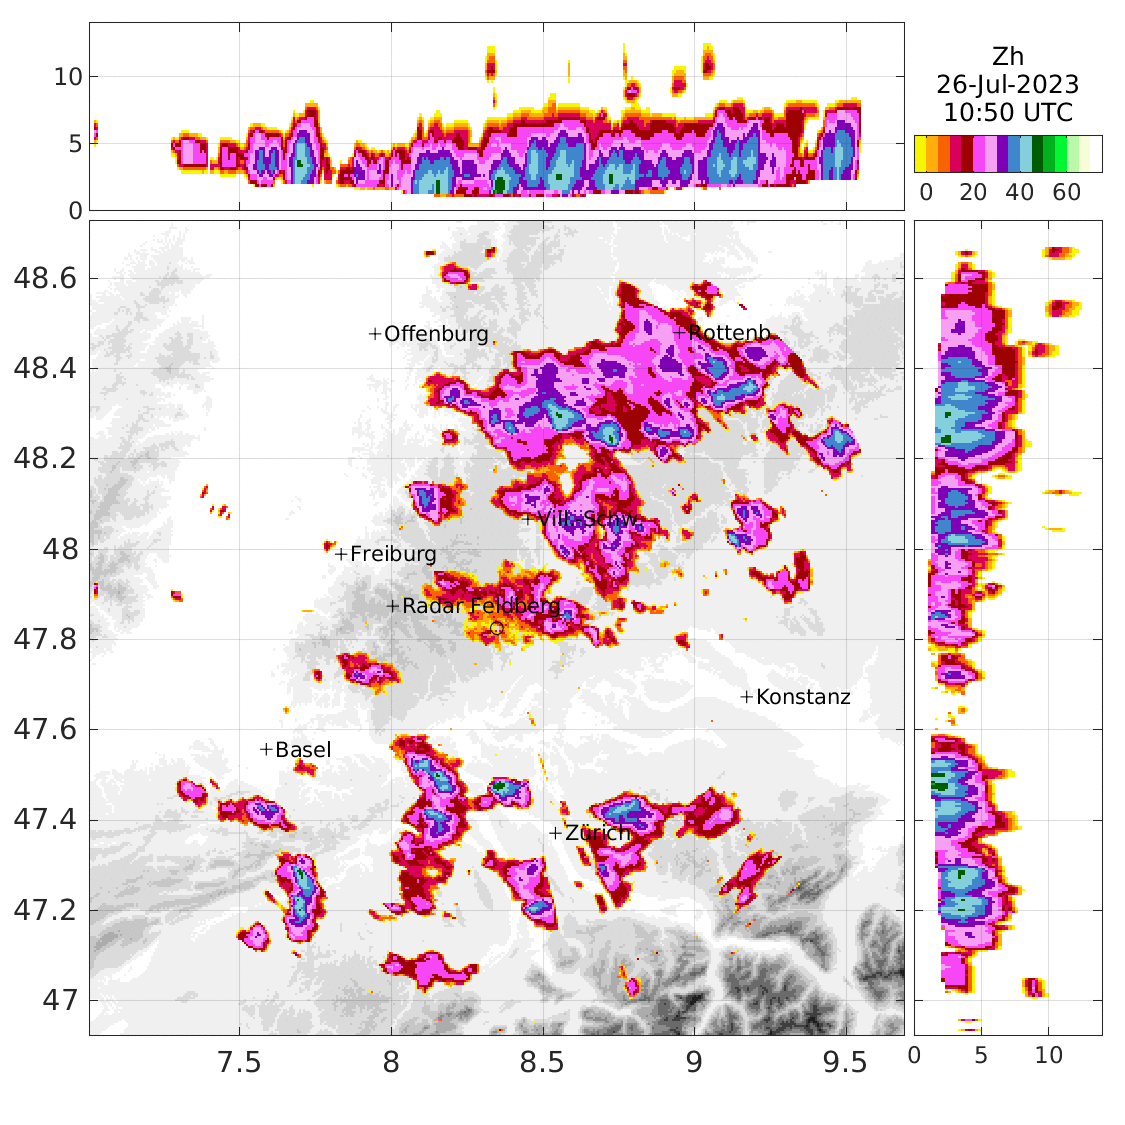 10
5
0
Zh
26-Jul-2023
10:50 UTC
0 20 40 60
48.6
48.4
48.2
48
47.8
47.6
47.4
47.2
47
+Offenburg
+Rottenb.
+Vill.-Schw.
+Freiburg
+Radar Feldberg
+Konstanz
+Basel
+Zürich
7.5 8 8.5 9 9.5
0 5 10